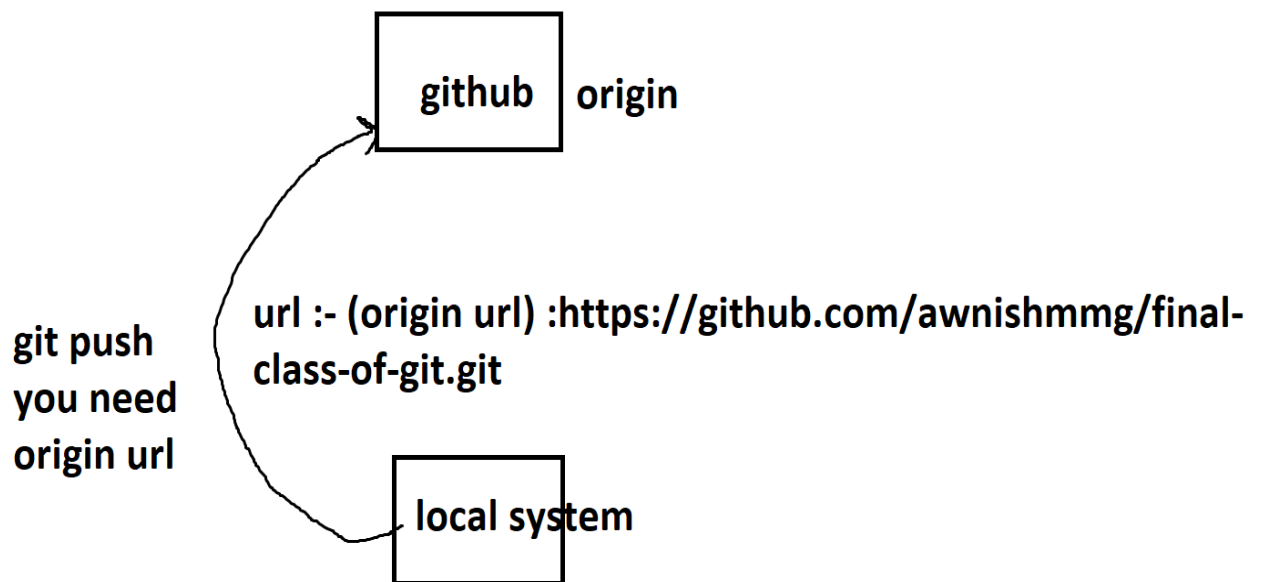 github
origin
url :- (origin url) :https://github.com/awnishmmg/final-
class-of-git.git
git push
you need
origin url
local system